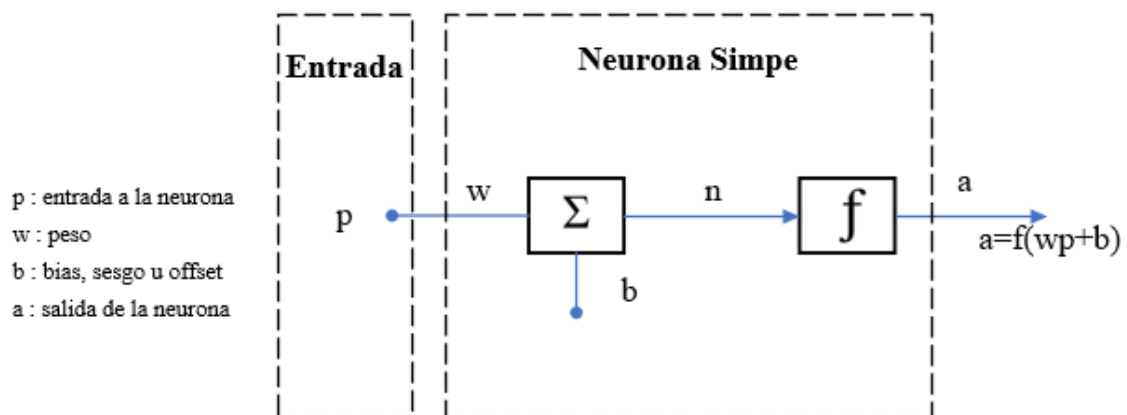 Entrada
Neurona Simpe
p : entrada a la neurona
w : peso
b : bias, sesgo u offset
a : salida de la neurona
p
w
Σ
b
n
f
a
a=f(wp+b)